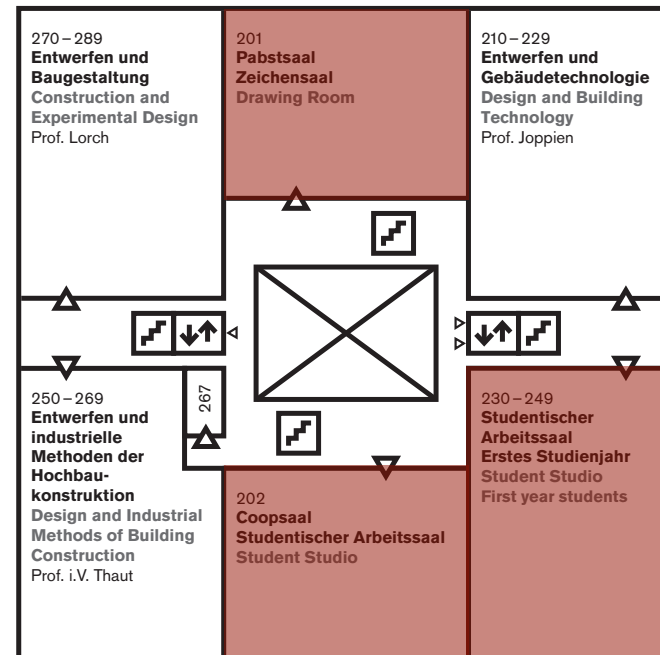 270–289
Entwerfen und
Baugestaltung
Construction and
Experimental Design
Prof. Lorch
201
Pabstsaal
Zeichensaal
Drawing Room
210–229
Entwerfen und
Gebäudetechnologie
Design and Building
Technology
Prof. Joppien
250–269
Entwerfen und
industrielle
Methoden der
Hochbau-
konstruktion
Design and Industrial
Methods of Building
Construction
Prof. i.V. Thaut
267
202
Coopsaal
Studentischer Arbeitssaal
Student Studio
230–249
Studentischer
Arbeitssaal
Erstes Studienjahr
Student Studio
First year students